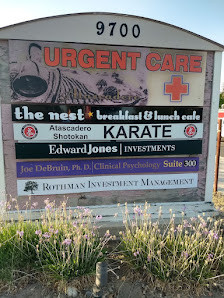 9700
URGENT CARE
the nest breakfast & lunch cafe
Atascadero
Shotokan
KARATE
Edward Jones | INVESTMENTS
Joe DeBruin, Ph. D. | Clinical Psychology Suite 300
ROTHMAN INVESTMENT MANAGEMENT